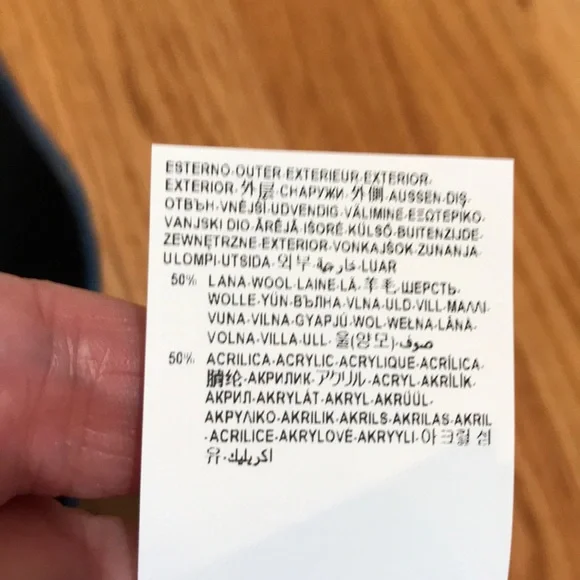 ESTERNO·OUTER·EXTERIEUR·EXTERIOR·
EXTERIOR·外层·СНАРУЖИ·外側·AUSSEN·DIŞ·
ОТВЪН·VNĚJŠÍ·UDVENDIG·VÄLIMINE·ΕΞΩΤΕΡΙΚΟ·
VANJSKI DIO·ĀRĒJĀ·IŠORĖ·KÜLSŐ·BUITENZIJDE·
ZEWNĘTRZNE·EXTERIOR·VONKAJŠOK·ZUNANJA·
ULOMPI·UTSIDA·외부·خارجة·LUAR
50% LANA·WOOL·LAINE·LÃ·羊毛·ШЕРСТЬ·
WOLLE·YÜN·ВЪЛНА·VLNA·ULD·VILL·ΜΑΛΛΙ·
VUNA·VILNA·GYAPJÚ·WOL·WEŁNA·LÂNĂ·
VOLNA·VILLA·ULL·울(양모)·صوف·
50% ACRILICA·ACRYLIC·ACRYLIQUE·ACRÍLICA·
腈纶·АКРИЛИК·アクリル·ACRYL·AKRİLİK·
АКРИЛ·AKRYLÁT·AKRYL·AKRÜÜL·
ΑΚΡΥΛΙΚΟ·AKRILIK·AKRILS·AKRILAS·AKRIL
·ACRILICE·AKRYLOVÉ·AKRYYLI·아크릴 섬
유·اكريليك